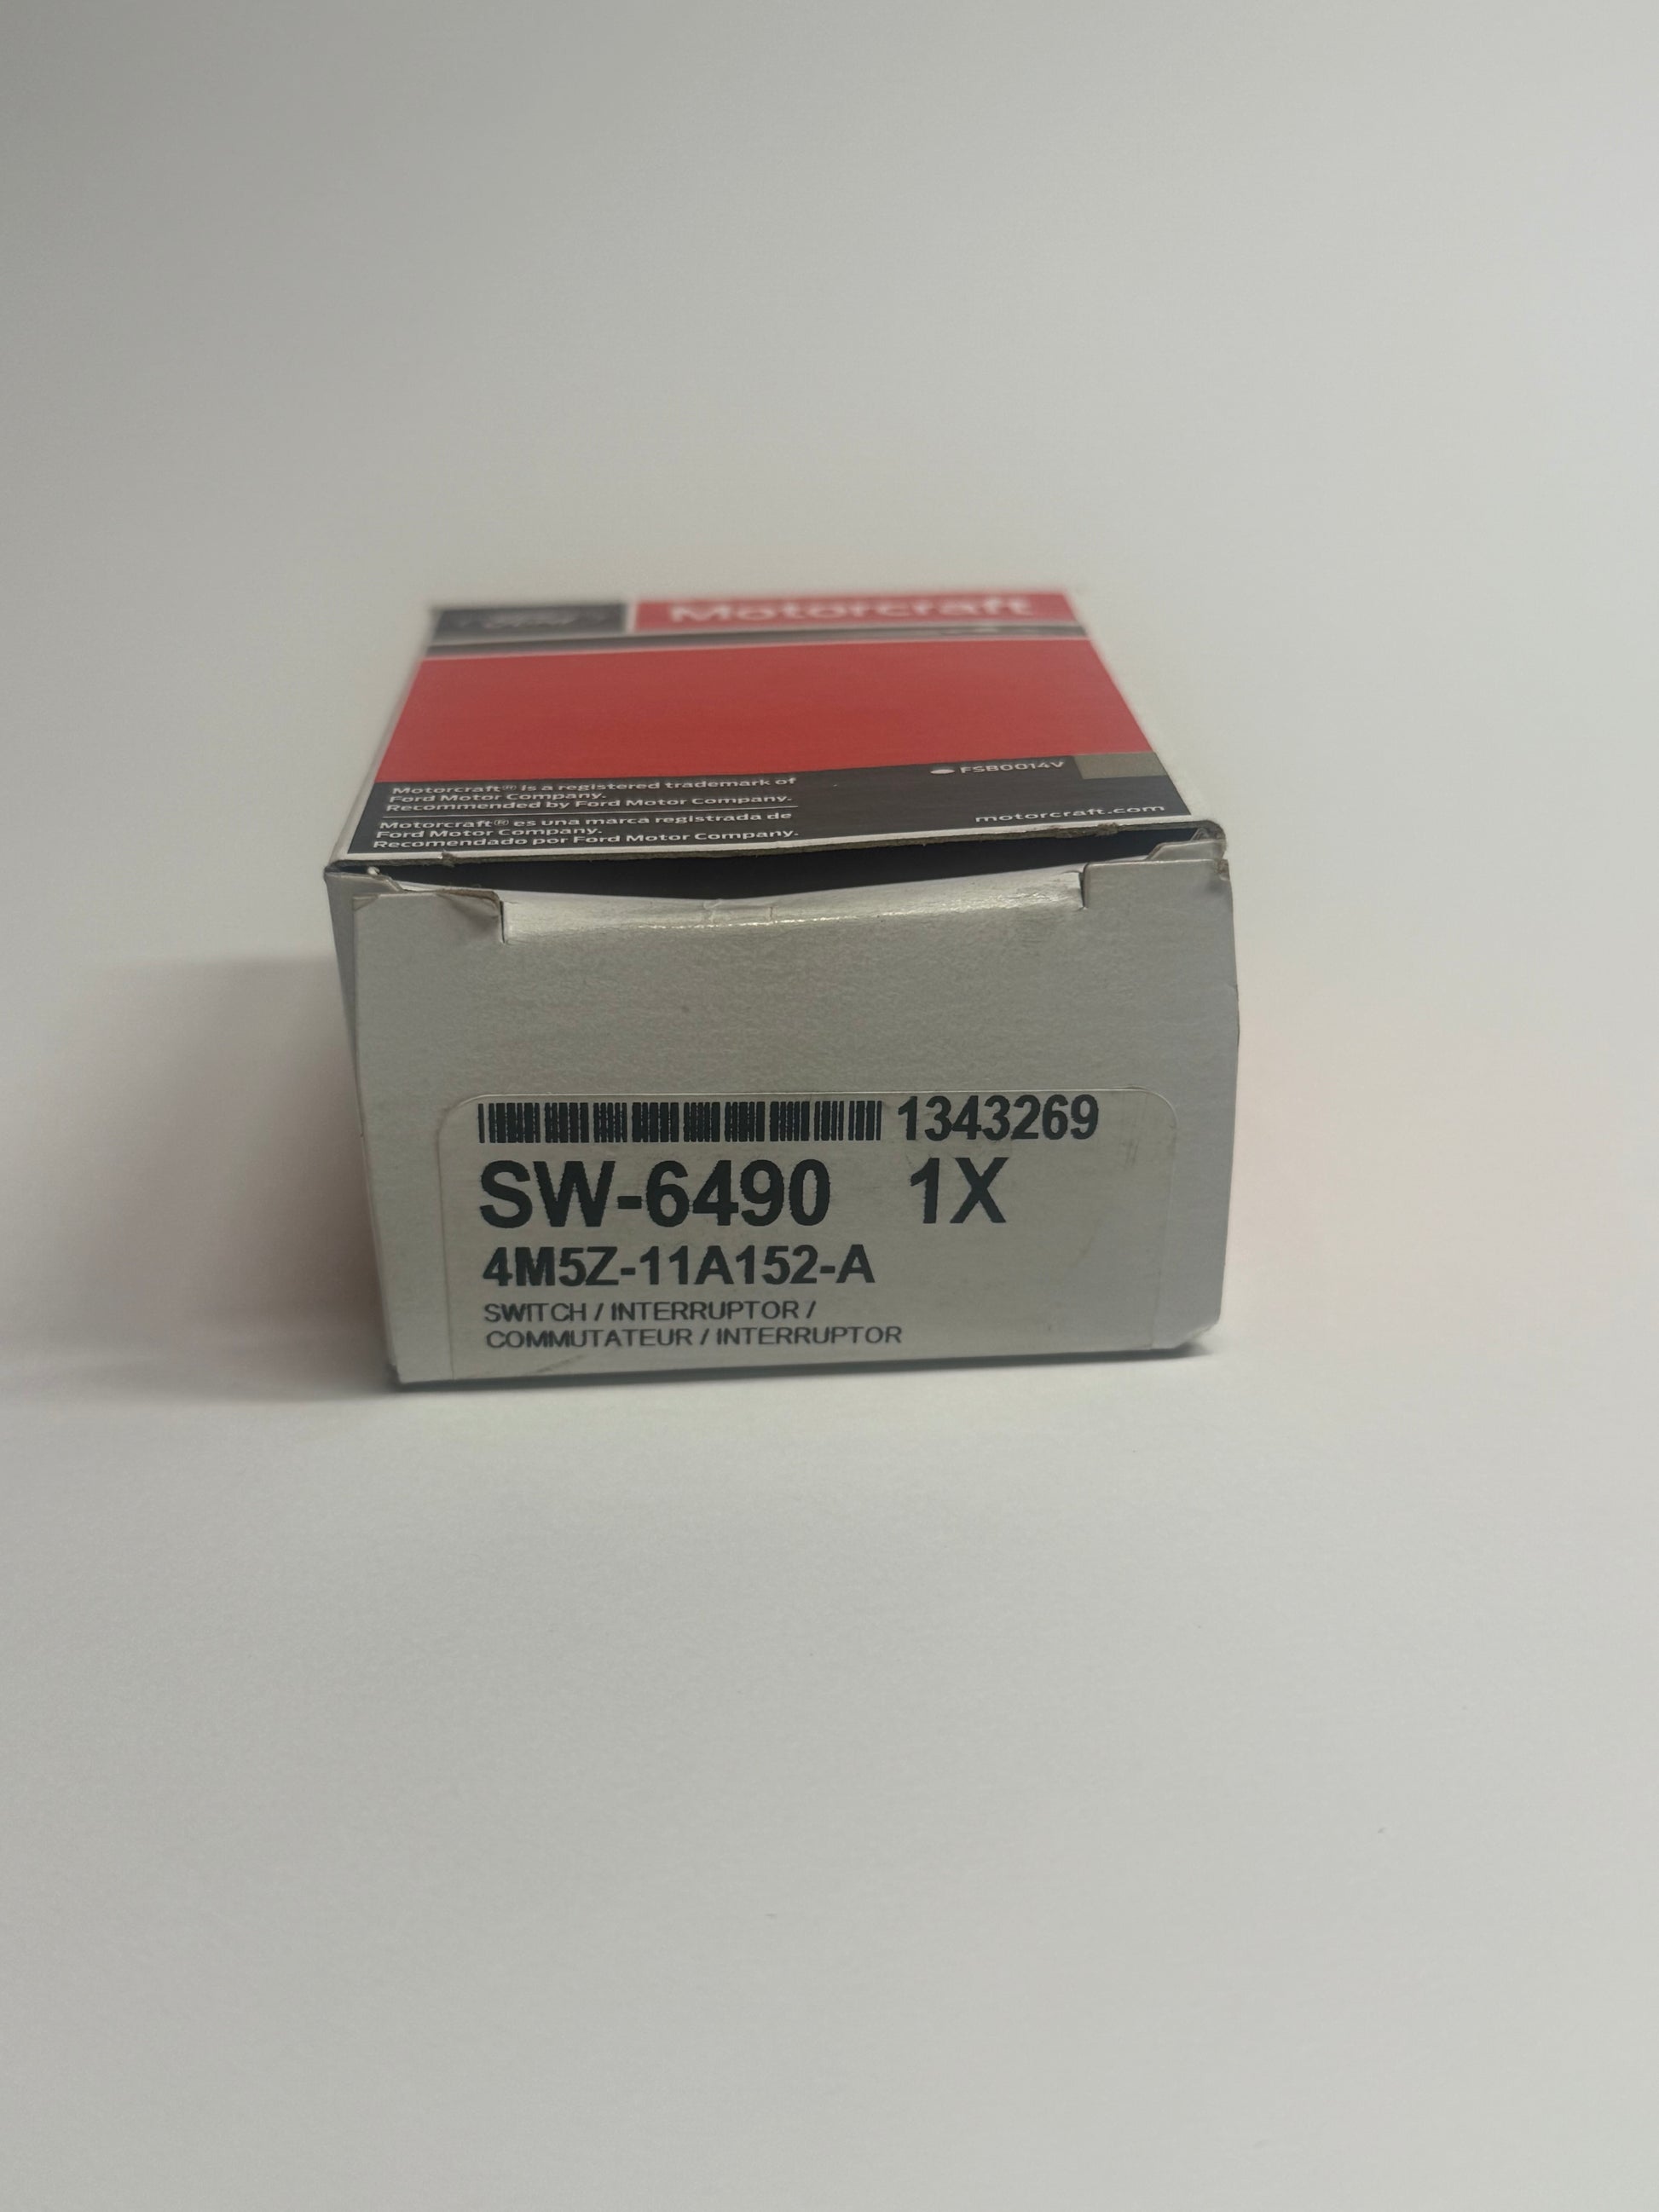 Ford
Motorcraft
FSB0014V
Motorcraft® is a registered trademark of
Ford Motor Company.
Recommended by Ford Motor Company.
motorcraft.com
Motorcraft® es una marca registrada de
Ford Motor Company.
Recomendado por Ford Motor Company.
1343269
SW-6490 1X
4M5Z-11A152-A
SWITCH / INTERRUPTOR /
COMMUTATEUR / INTERRUPTOR